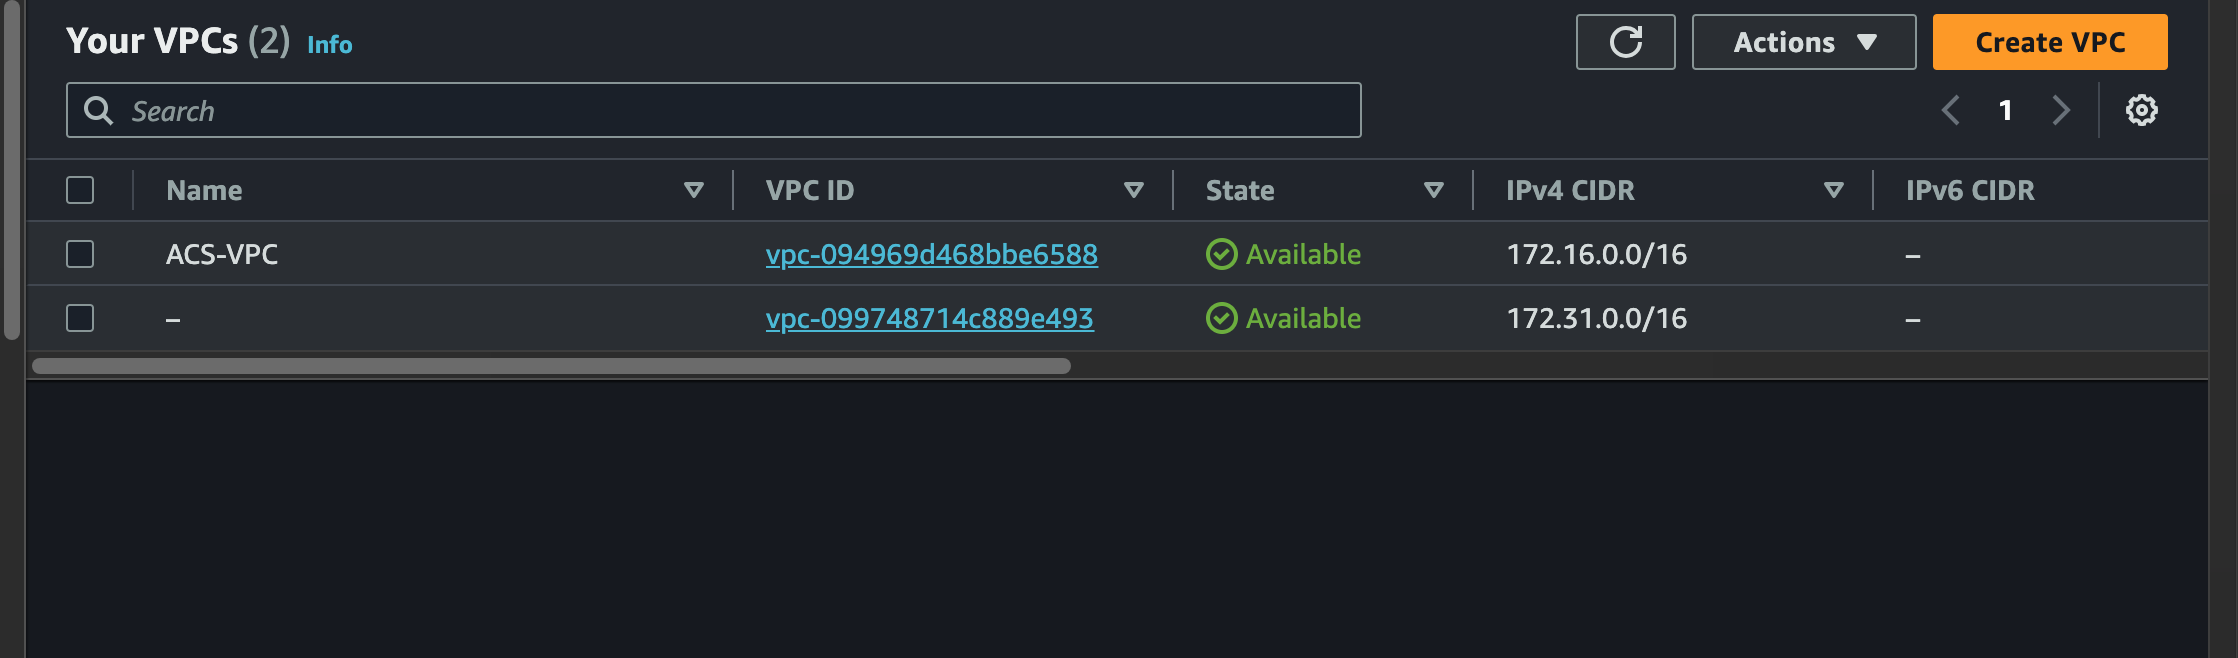 Your VPCs (2) Info
Actions
Create VPC
Search
1
Name VPC ID State IPv4 CIDR IPv6 CIDR
ACS-VPC vpc-094969d468bbe6588 Available 172.16.0.0/16 –
– vpc-099748714c889e493 Available 172.31.0.0/16 –